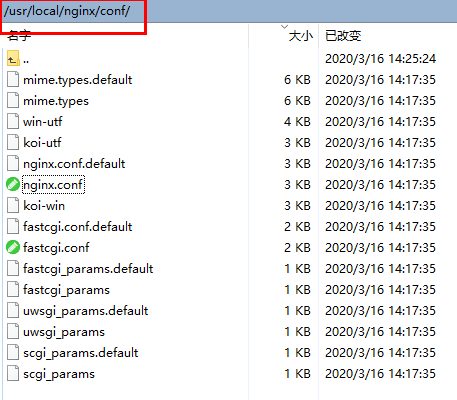 /usr/local/nginx/conf/
名字 大小 已改变
.. 2020/3/16 14:25:24
mime.types.default 6 KB 2020/3/16 14:17:35
mime.types 6 KB 2020/3/16 14:17:35
win-utf 4 KB 2020/3/16 14:17:35
koi-utf 3 KB 2020/3/16 14:17:35
nginx.conf.default 3 KB 2020/3/16 14:17:35
nginx.conf 3 KB 2020/3/16 14:17:35
koi-win 3 KB 2020/3/16 14:17:35
fastcgi.conf.default 2 KB 2020/3/16 14:17:35
fastcgi.conf 2 KB 2020/3/16 14:17:35
fastcgi_params.default 1 KB 2020/3/16 14:17:35
fastcgi_params 1 KB 2020/3/16 14:17:35
uwsgi_params.default 1 KB 2020/3/16 14:17:35
uwsgi_params 1 KB 2020/3/16 14:17:35
scgi_params.default 1 KB 2020/3/16 14:17:35
scgi_params 1 KB 2020/3/16 14:17:35